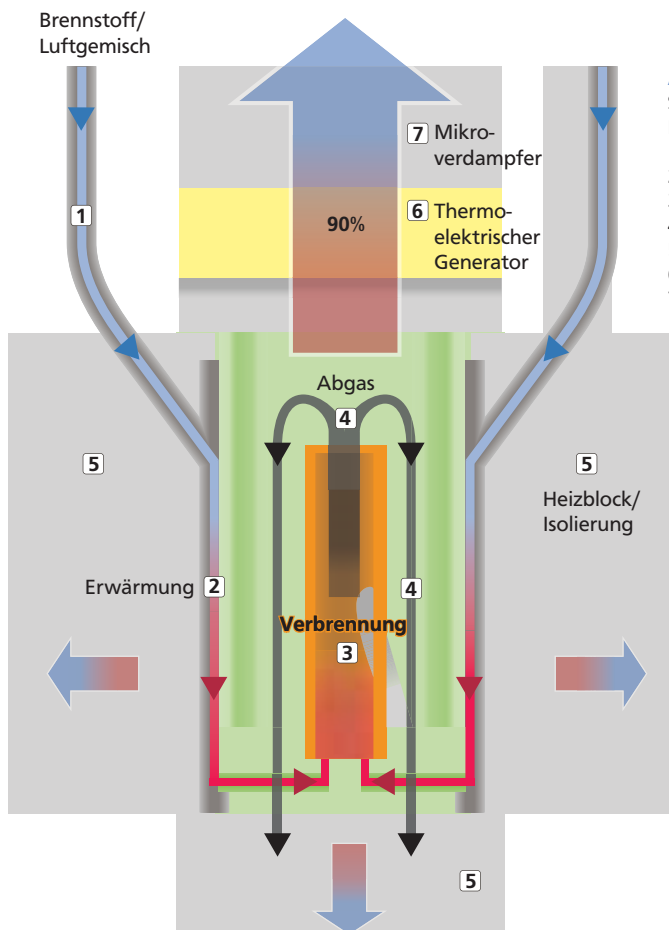 Brennstoff/
Luftgemisch
7 Mikro-
verdampfer
1
90%
6 Thermo-
elektrischer
Generator
Abgas
4
5
5
Heizblock/
Isolierung
Erwärmung 2
4
Verbrennung
3
5